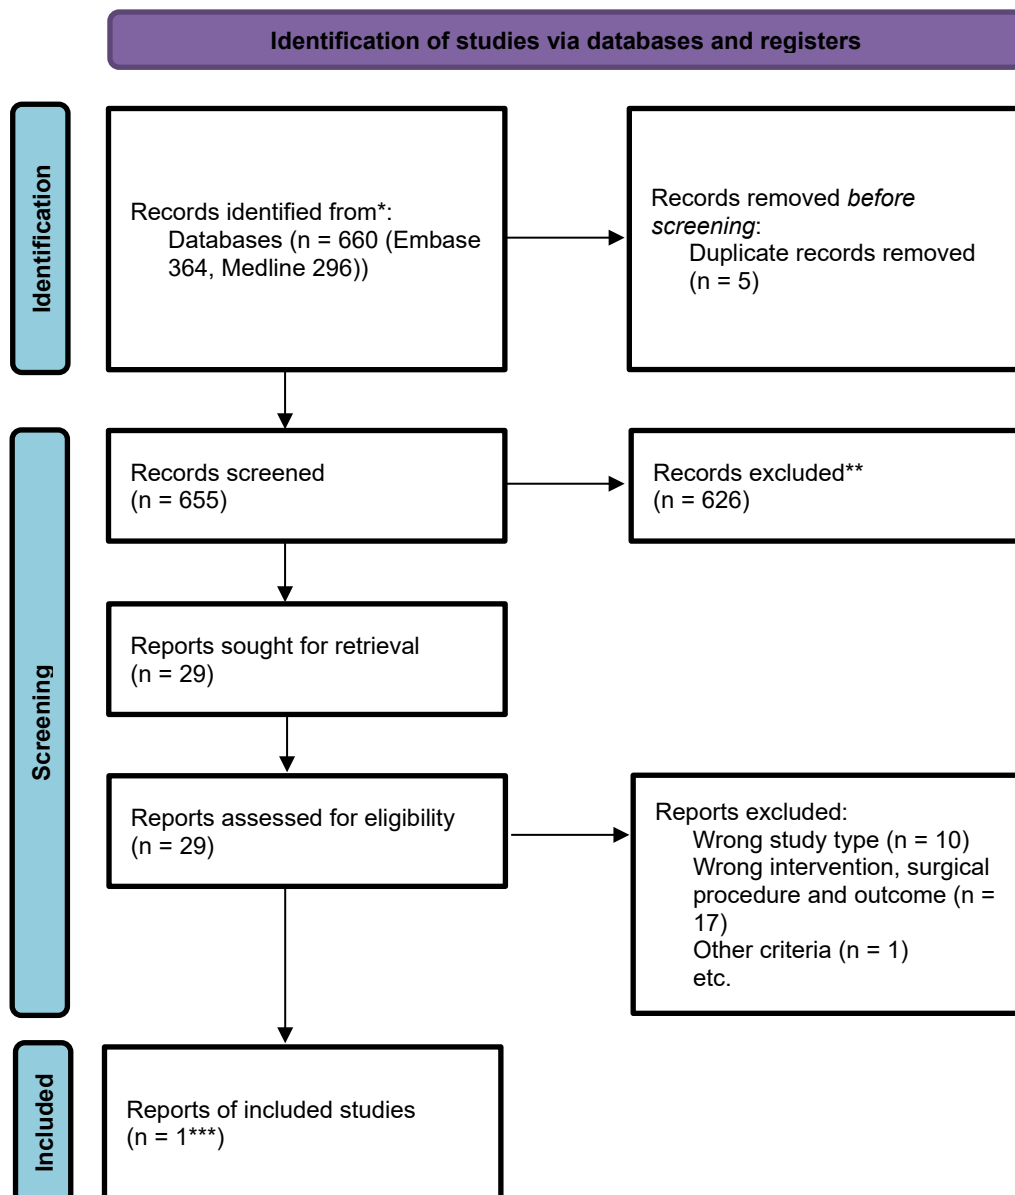 Identification of studies via databases and registers
Identification
Records identified from*:
Databases (n = 660 (Embase
364, Medline 296))
Records removed before
screening:
Duplicate records removed
(n = 5)
Screening
Records screened
(n = 655)
Records excluded**
(n = 626)
Reports sought for retrieval
(n = 29)
Reports assessed for eligibility
(n = 29)
Reports excluded:
Wrong study type (n = 10)
Wrong intervention, surgical
procedure and outcome (n =
17)
Other criteria (n = 1)
etc.
Included
Reports of included studies
(n = 1***)